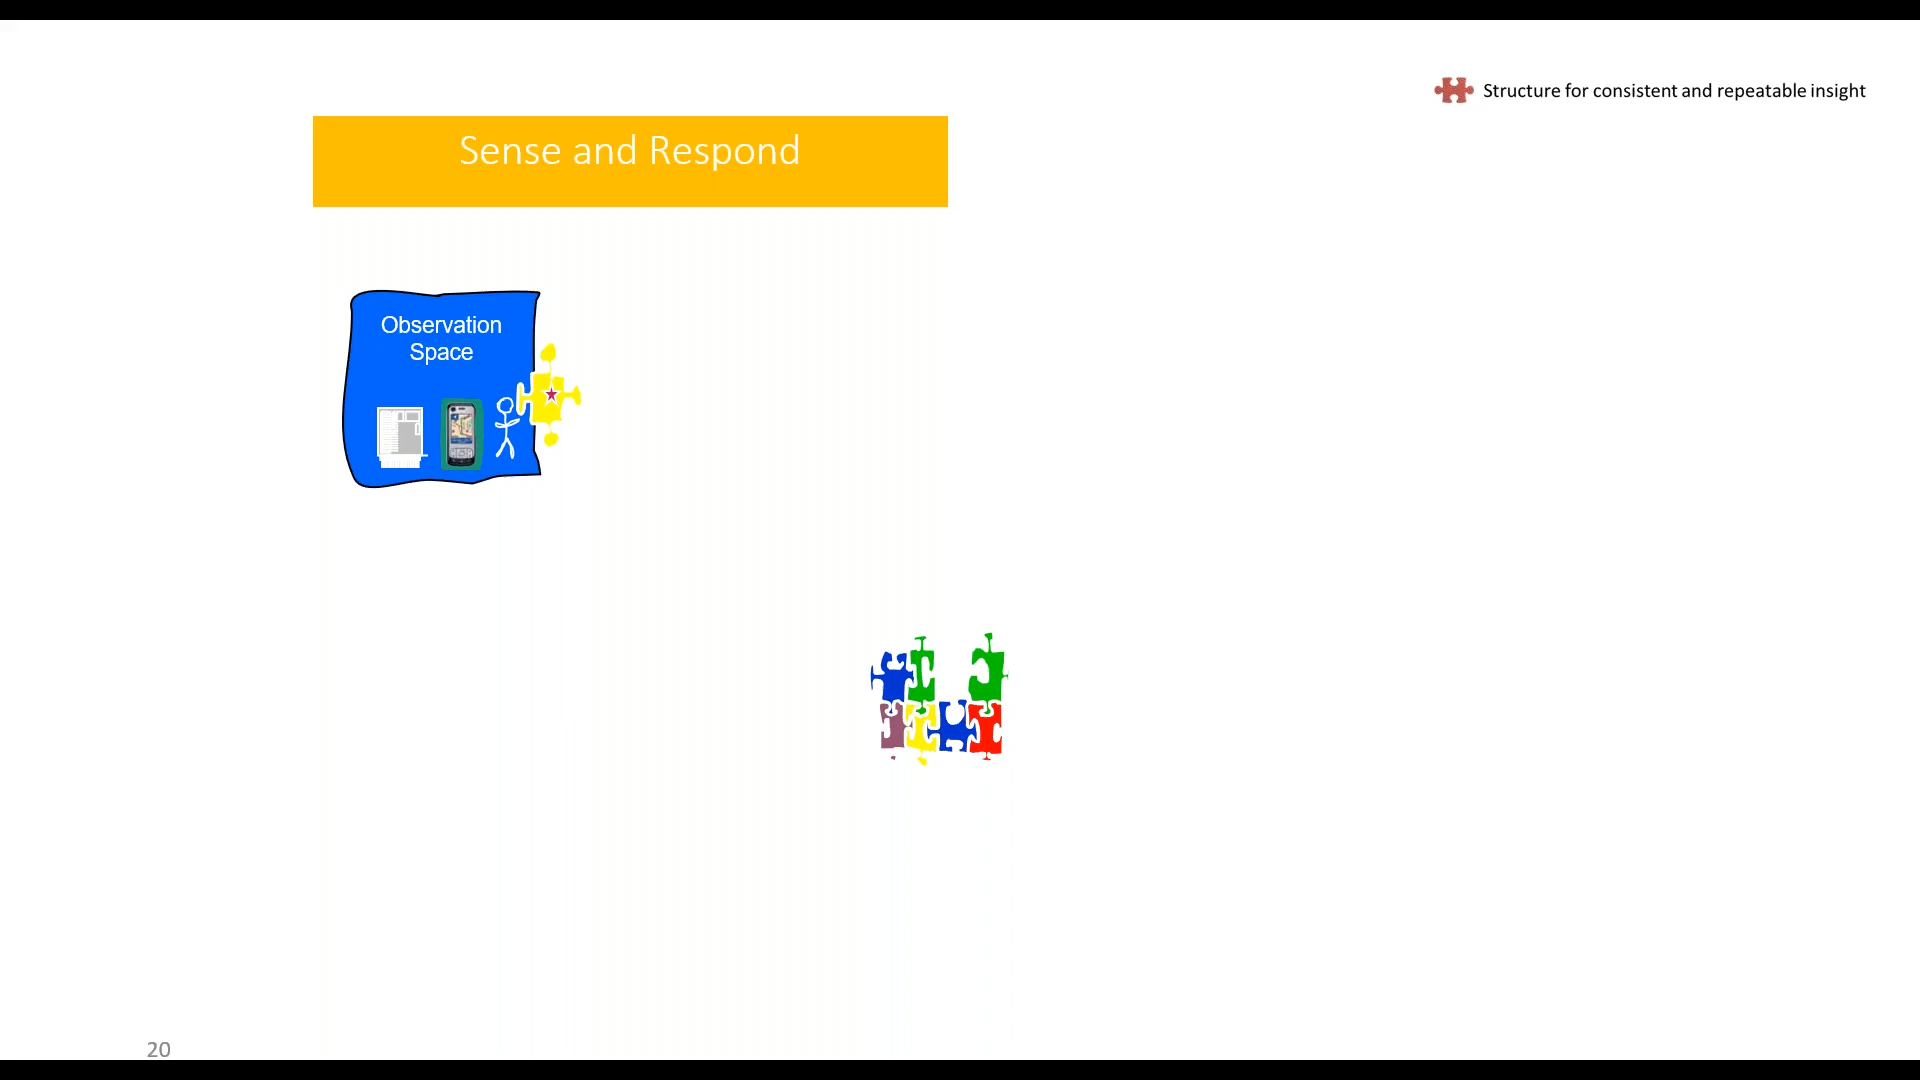 Structure for consistent and repeatable insight
Sense and Respond
Observation
Space
20